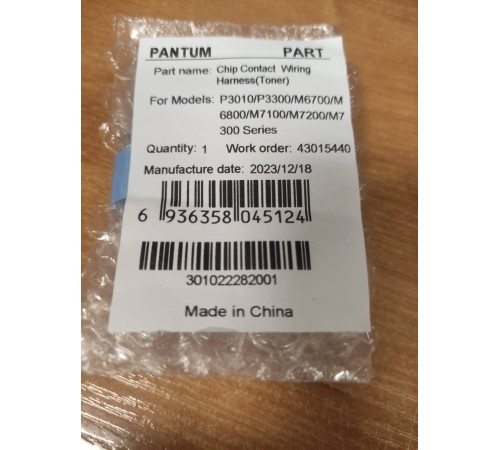 PANTUM PART
Part name: Chip Contact Wiring
Harness(Toner)
For Models: P3010/P3300/M6700/M
6800/M7100/M7200/M7
300 Series
Quantity: 1 Work order: 43015440
Manufacture date: 2023/12/18
6 936358 045124
301022282001
Made in China